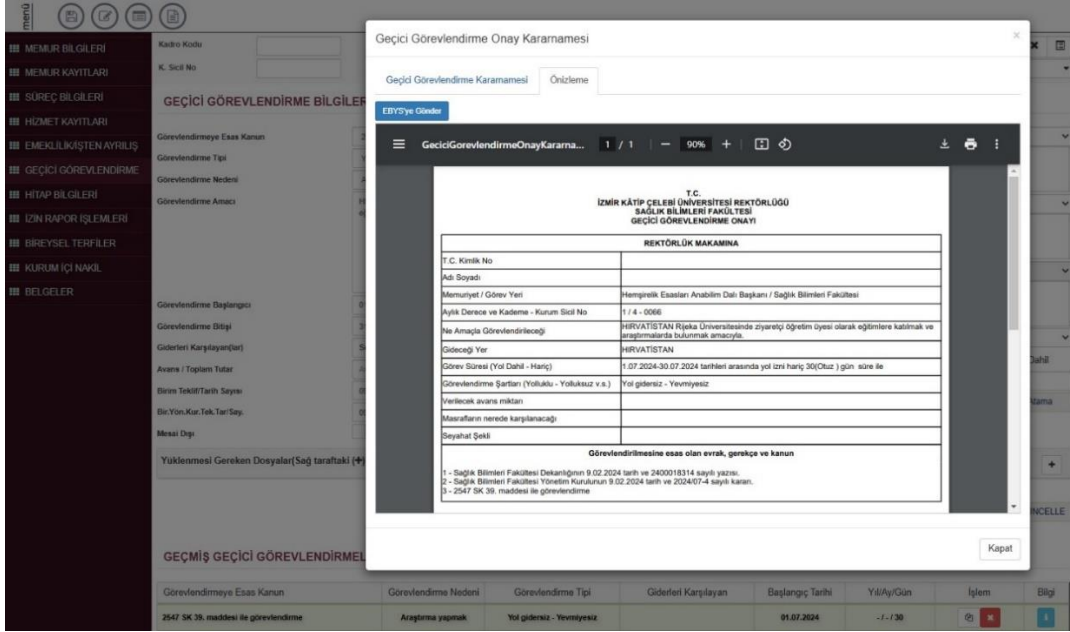 menü
MEMUR BİLGİLERİ
MEMUR KAYITLARI
SÜREÇ BİLGİLERİ
HİZMET KAYITLARI
EMEKLİLİK/İŞTEN AYRILIŞ
GEÇİCİ GÖREVLENDİRME
HİTAP BİLGİLERİ
İZİN RAPOR İŞLEMLERİ
BİREYSEL TERFİLER
KURUM İÇİ NAKİL
BELGELER
Kadro Kodu
K. Sicil No
GEÇİCİ GÖREVLENDİRME BİLGİLER
Görevlendirmeye Esas Kanun
Görevlendirme Tipi
Görevlendirme Nedeni
Görevlendirme Amacı
Görevlendirme Başlangıcı
Görevlendirme Bitişi
Giderleri Karşılayan(lar)
Avans / Toplam Tutar
Birim Teklif/Tarih Sayısı
Bir.Yön.Kur.Tek.Tar/Say.
Mesai Dışı
Yüklenmesi Gereken Dosyalar(Sağ taraftaki (+)
Geçici Görevlendirme Onay Kararnamesi
×
Geçici Görevlendirme Kararnamesi
Önizleme
EBYS'ye Gönder
GeciciGorevlendirmeOnayKararna...
1 / 1
90%
T.C.
İZMİR KÂTİP ÇELEBİ ÜNİVERSİTESİ REKTÖRLÜĞÜ
SAĞLIK BİLİMLERİ FAKÜLTESİ
GEÇİCİ GÖREVLENDİRME ONAYI
REKTÖRLÜK MAKAMINA
T.C. Kimlik No
Adı Soyadı
Memuriyet / Görev Yeri Hemşirelik Esasları Anabilim Dalı Başkanı / Sağlık Bilimleri Fakültesi
Aylık Derece ve Kademe - Kurum Sicil No 1 / 4 - 0066
Ne Amaçla Görevlendirileceği HIRVATİSTAN Rijeka Üniversitesinde ziyaretçi öğretim üyesi olarak eğitimlere katılmak ve
araştırmalarda bulunmak amacıyla.
Gideceği Yer HIRVATİSTAN
Görev Süresi (Yol Dahil - Hariç) 1.07.2024-30.07.2024 tarihleri arasında yol izni hariç 30(Otuz ) gün süre ile
Görevlendirme Şartları (Yolluklu - Yolluksuz v.s.) Yol gidersiz - Yevmiyesiz
Verilecek avans miktarı
Masrafların nerede karşılanacağı
Seyahat Şekli
Görevlendirilmesine esas olan evrak, gerekçe ve kanun
1 - Sağlık Bilimleri Fakültesi Dekanlığının 9.02.2024 tarih ve 2400018314 sayılı yazısı.
2 - Sağlık Bilimleri Fakültesi Yönetim Kurulunun 9.02.2024 tarih ve 2024/07-4 sayılı kararı.
3 - 2547 SK 39. maddesi ile görevlendirme
Kapat
Dahil
Atama
NCELLE
GEÇMİŞ GEÇİCİ GÖREVLENDİRMEL
Görevlendirmeye Esas Kanun Görevlendirme Nedeni Görevlendirme Tipi Giderleri Karşılayan Başlangıç Tarihi Yıl/Ay/Gün İşlem Bilgi
2547 SK 39. maddesi ile görevlendirme Araştırma yapmak Yol gidersiz - Yevmiyesiz 01.07.2024 - / - / 30